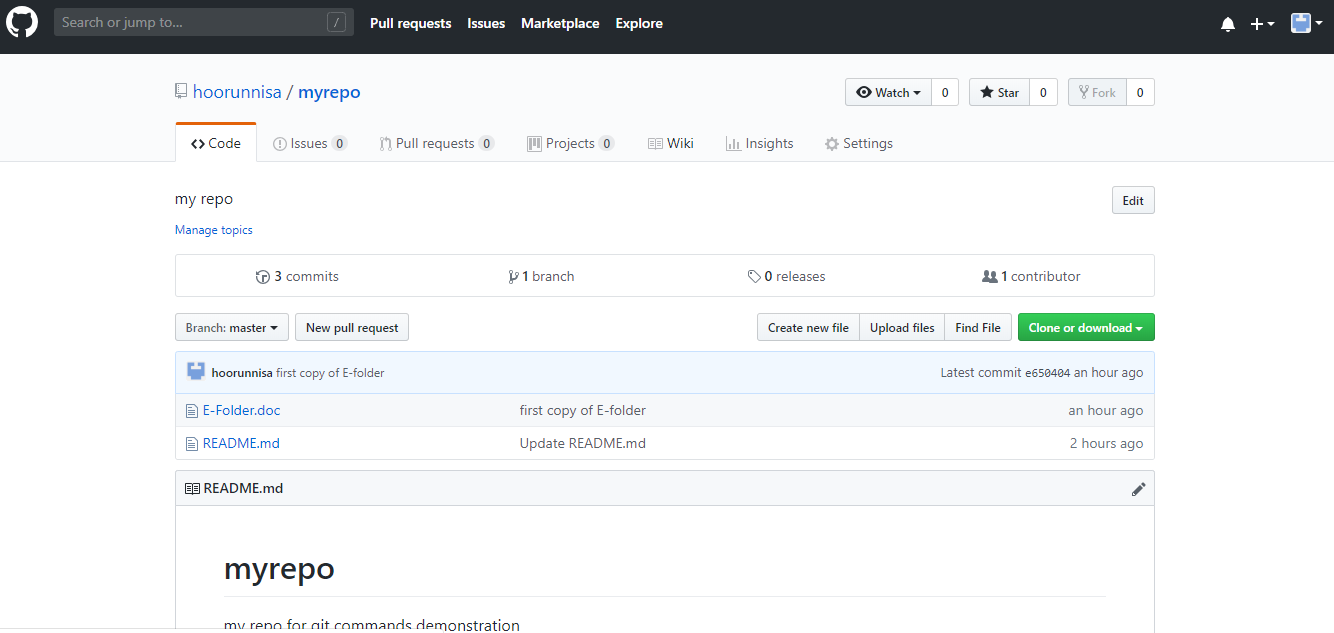 Search or jump to... / Pull requests Issues Marketplace Explore
hoorunnisa / myrepo Watch 0 Star 0 Fork 0
Code Issues 0 Pull requests 0 Projects 0 Wiki Insights Settings
my repo Edit
Manage topics
3 commits 1 branch 0 releases 1 contributor
Branch: master New pull request Create new file Upload files Find File Clone or download
hoorunnisa first copy of E-folder Latest commit e650404 an hour ago
E-Folder.doc first copy of E-folder an hour ago
README.md Update README.md 2 hours ago
README.md
myrepo
my repo for git commands demonstration